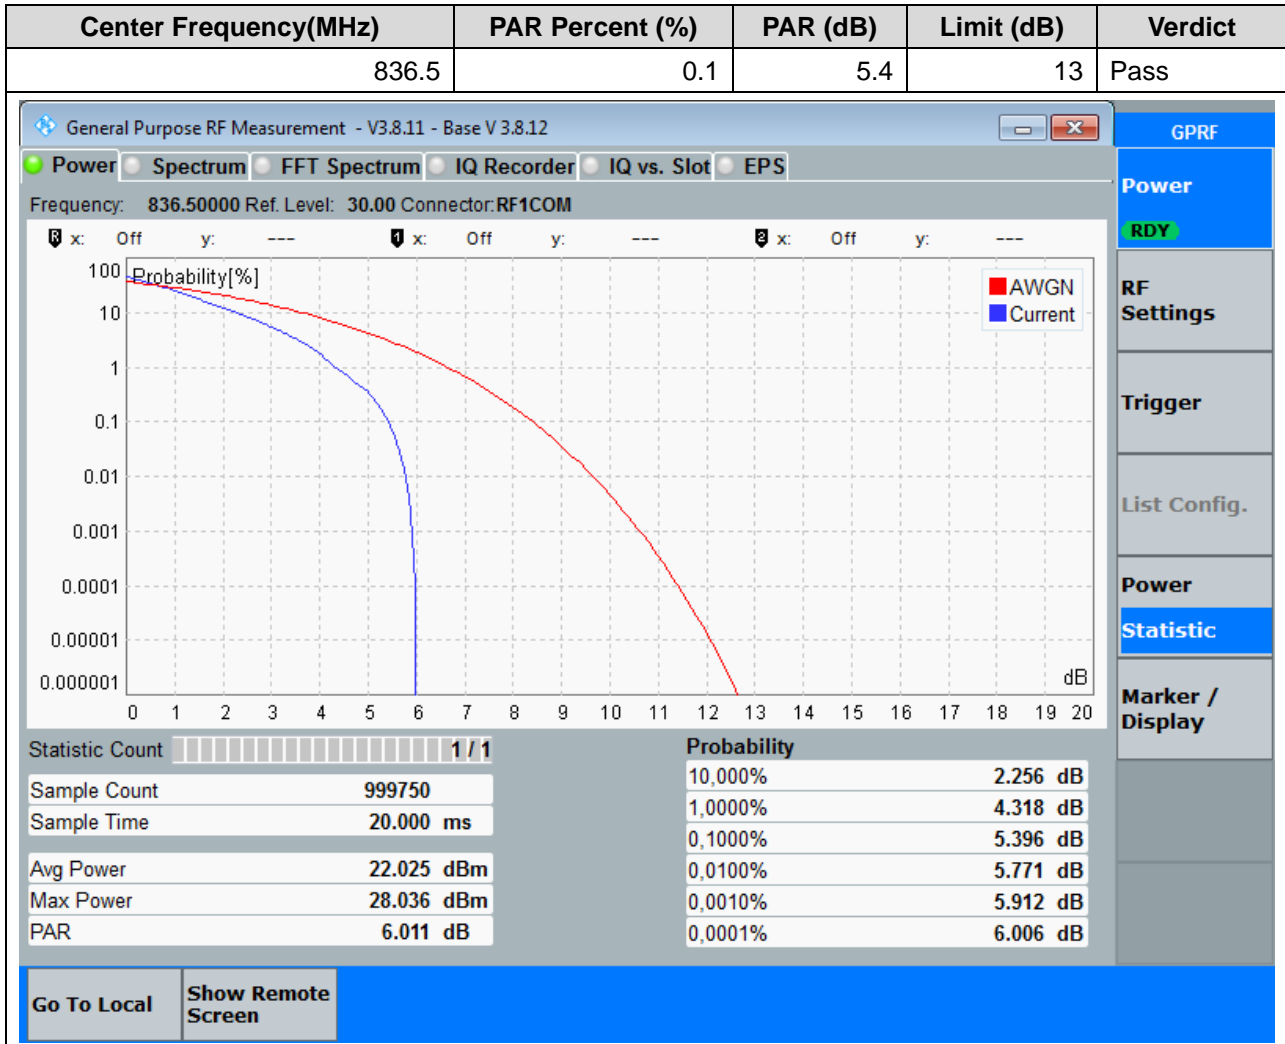 Center Frequency(MHz) PAR Percent (%) PAR (dB) Limit (dB) Verdict
836.5 0.1 5.4 13 Pass
General Purpose RF Measurement - V3.8.11 - Base V 3.8.12
GPRF
Power Spectrum FFT Spectrum IQ Recorder IQ vs. Slot EPS
Frequency: 836.50000 Ref. Level: 30.00 Connector:RF1COM
R x: Off y: --- 1 x: Off y: --- 2 x: Off y: ---
Probability[%]
AWGN
Current
100
10
1
0.1
0.01
0.001
0.0001
0.00001
0.000001
dB
0 1 2 3 4 5 6 7 8 9 10 11 12 13 14 15 16 17 18 19 20
Statistic Count 1 / 1
Sample Count 999750
Sample Time 20.000 ms
Avg Power 22.025 dBm
Max Power 28.036 dBm
PAR 6.011 dB
Probability
10,000% 2.256 dB
1,0000% 4.318 dB
0,1000% 5.396 dB
0,0100% 5.771 dB
0,0010% 5.912 dB
0,0001% 6.006 dB
Power
RDY
RF
Settings
Trigger
List Config.
Power
Statistic
Marker /
Display
Go To Local
Show Remote
Screen